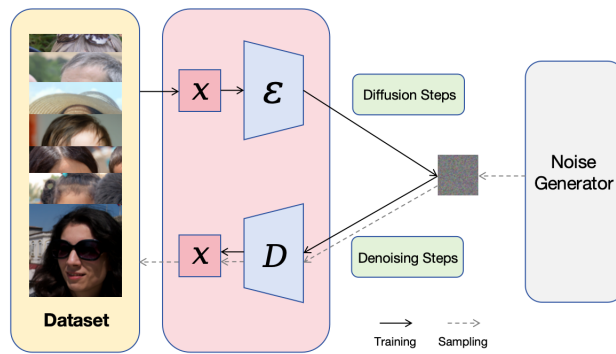 x
ε
Diffusion Steps
Noise
Generator
x
D
Denoising Steps
Dataset
Training
Sampling